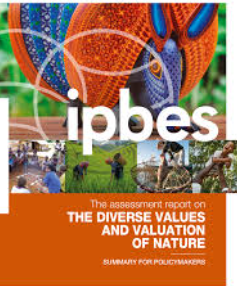 ipbes
The assessment report on
THE DIVERSE VALUES
AND VALUATION
OF NATURE
SUMMARY FOR POLICYMAKERS